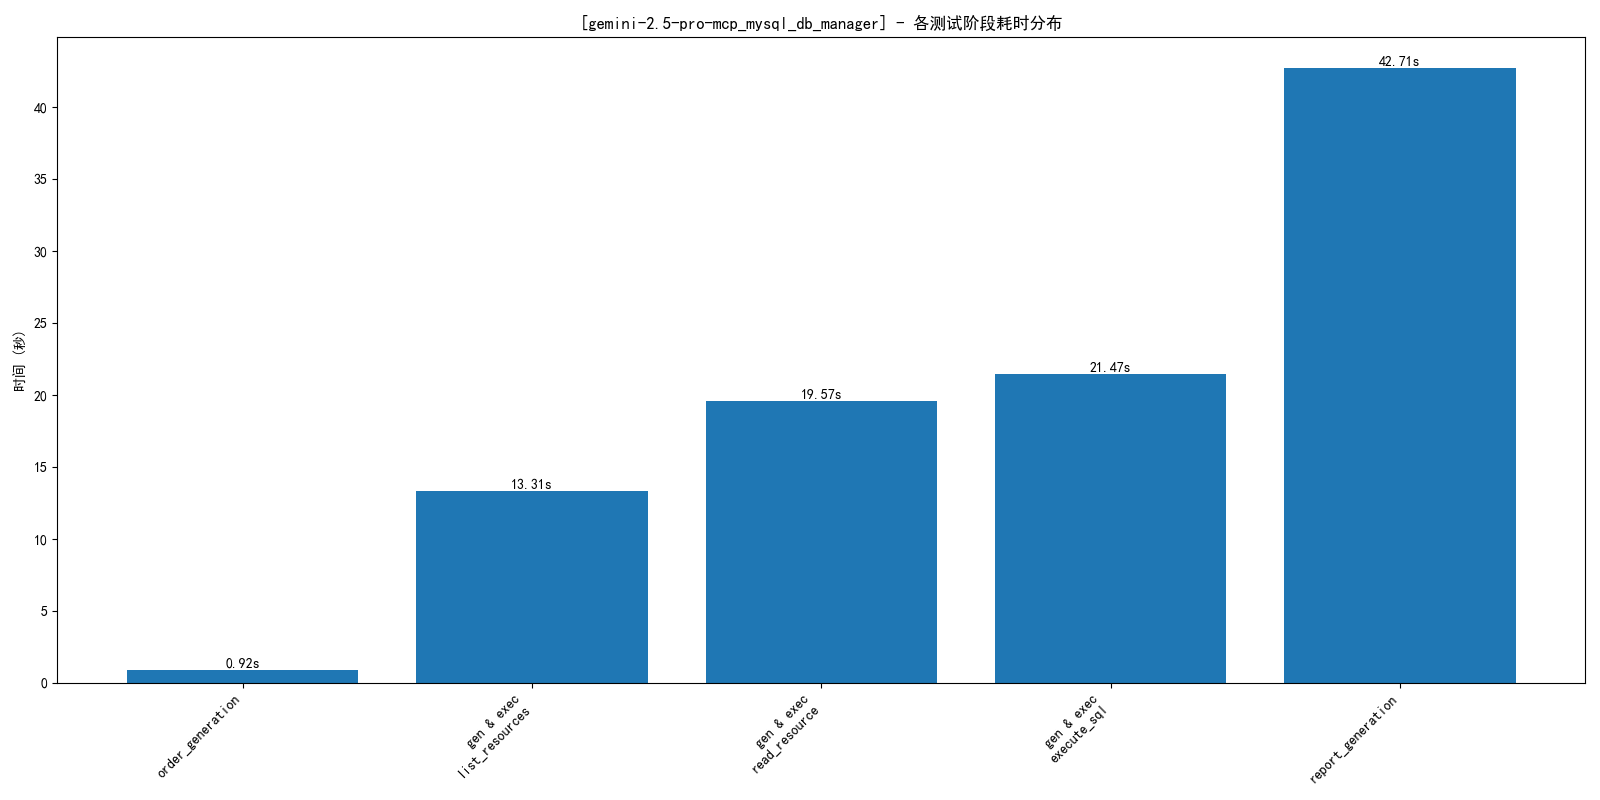 [gemini-2.5-pro-mcp_mysql_db_manager] - 各测试阶段耗时分布
时间 (秒)
40
35
30
25
20
15
10
5
0
0.92s
13.31s
19.57s
21.47s
42.71s
order_generation
gen & exec
list_resources
gen & exec
read_resource
gen & exec
execute_sql
report_generation